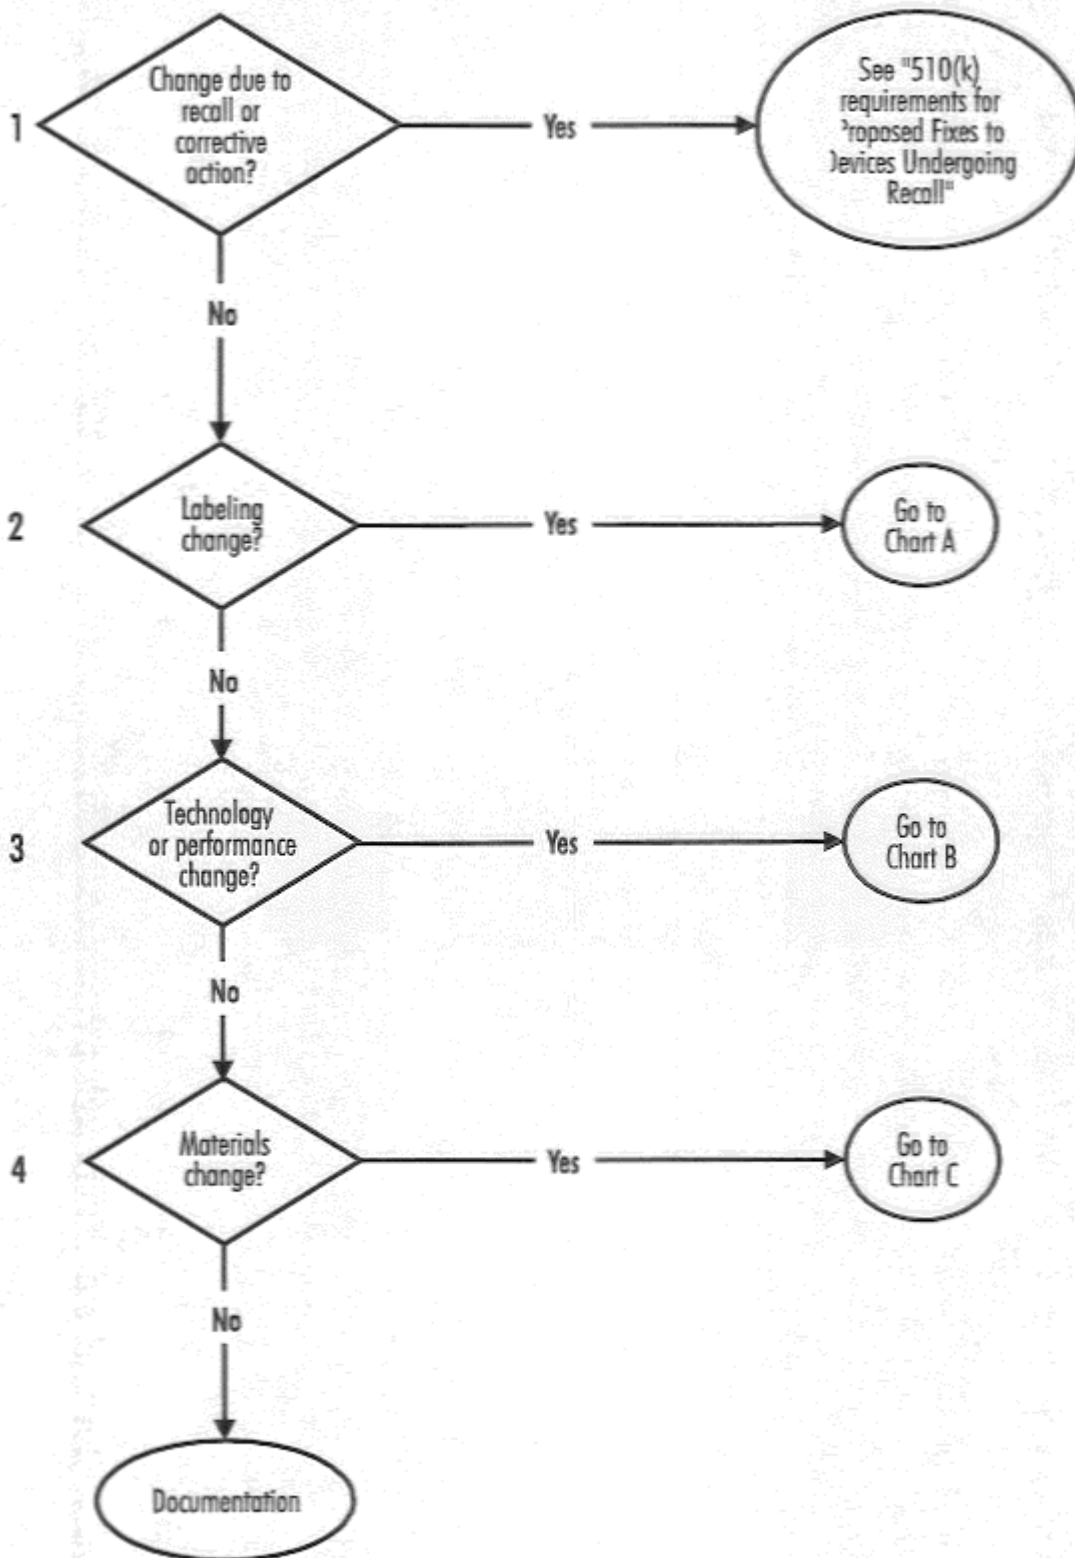 1
Change due to
recall or
corrective
action?
Yes
See "510(k)
requirements for
Proposed Fixes to
Devices Undergoing
Recall"
No
2
Labeling
change?
Yes
Go to
Chart A
No
3
Technology
or performance
change?
Yes
Go to
Chart B
No
4
Materials
change?
Yes
Go to
Chart C
No
Documentation